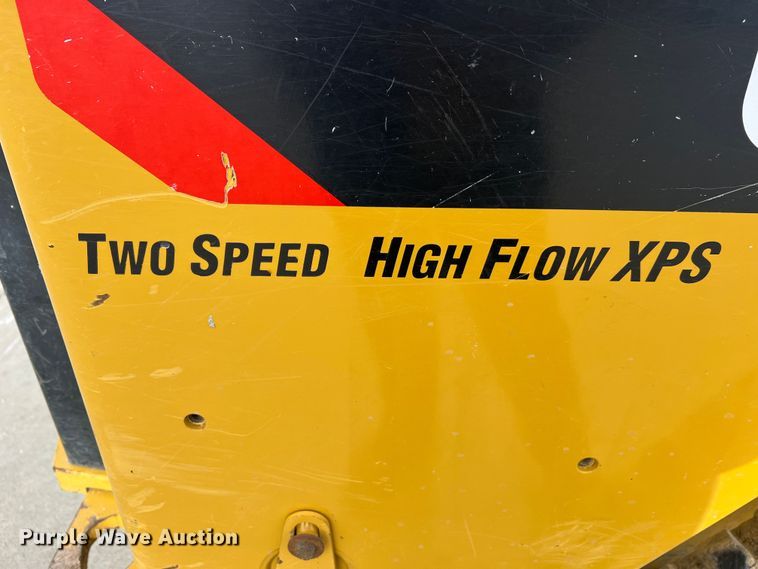 TWO SPEED HIGH FLOW XPS
Purple Wave Auction